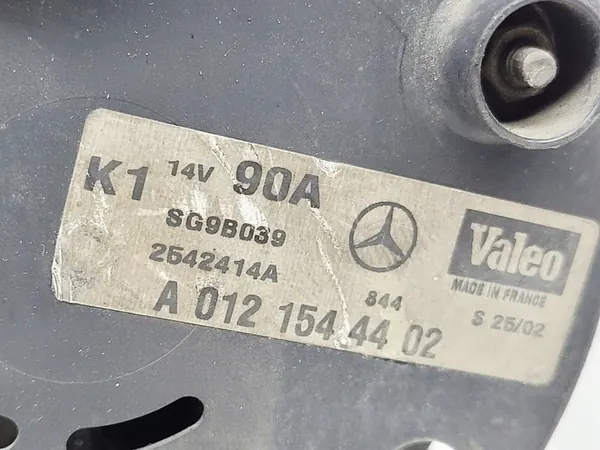 K1 14V 90A
SG9B039
2542414A
A 012 154 44 02
844
Valeo
MADE IN FRANCE
S 25/02